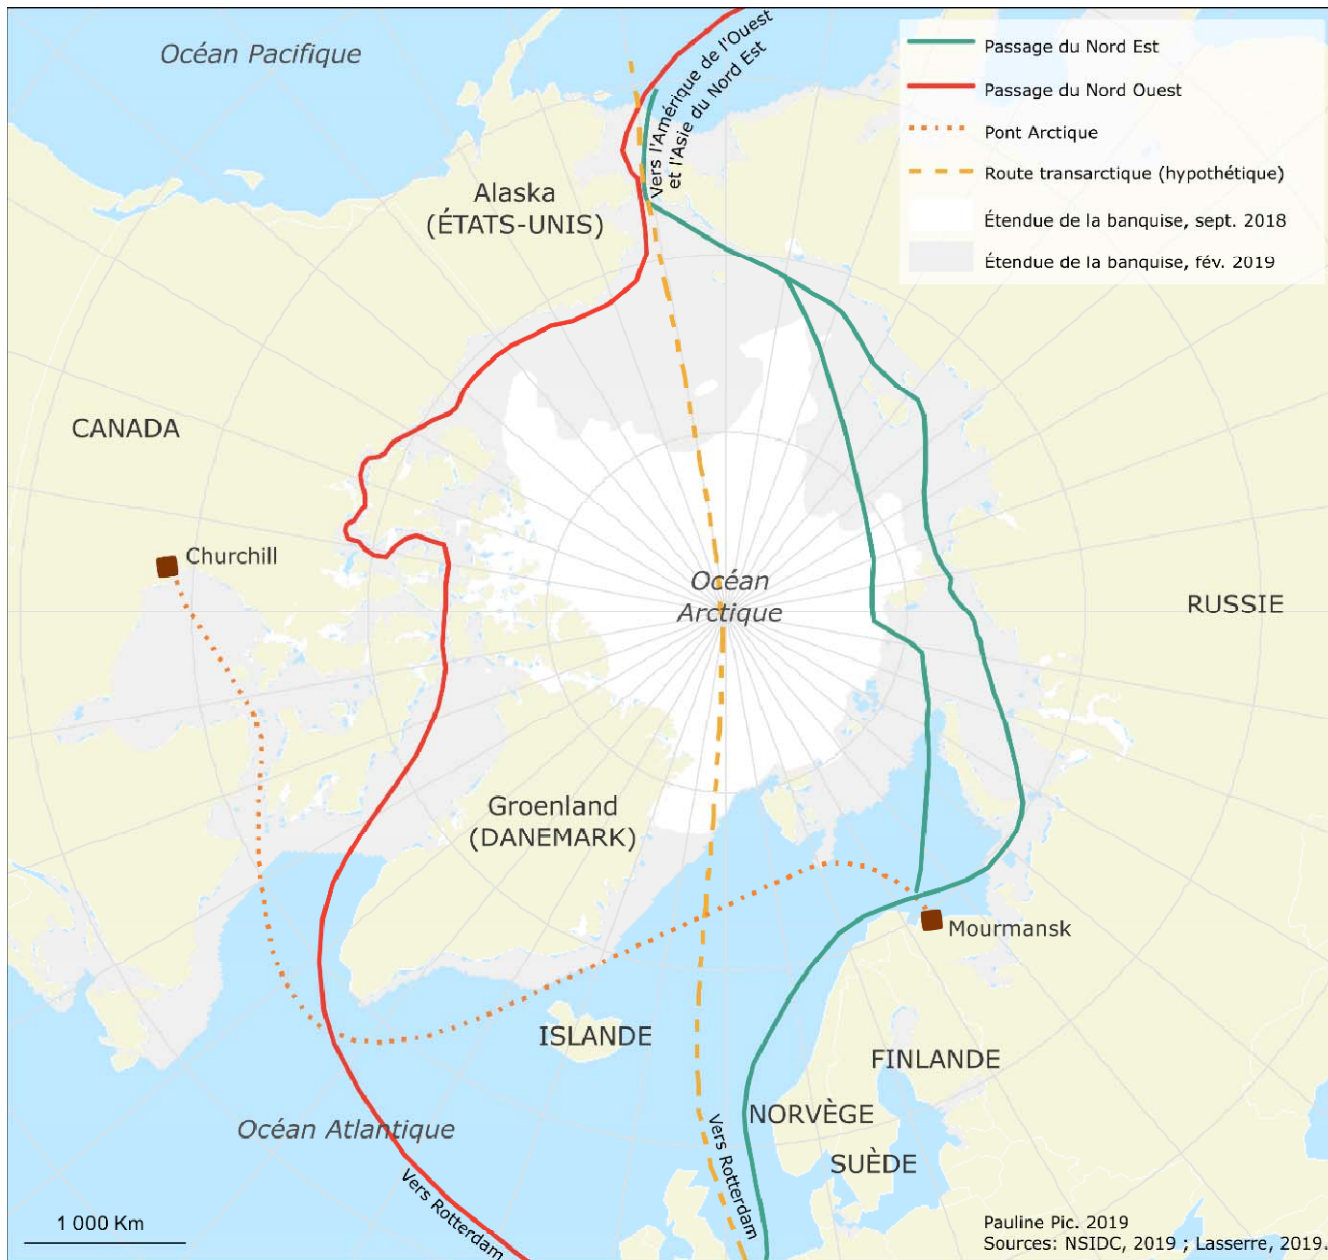 Océan Pacifique
Vers l'Amérique de l'Ouest
et l'Asie du Nord Est
Passage du Nord Est
Passage du Nord Ouest
Pont Arctique
Route transarctique (hypothétique)
Étendue de la banquise, sept. 2018
Étendue de la banquise, fév. 2019
Alaska
(ÉTATS-UNIS)
CANADA
Churchill
Océan
Arctique
RUSSIE
Groenland
(DANEMARK)
Mourmansk
ISLANDE
FINLANDE
NORVÈGE
SUÈDE
Océan Atlantique
Vers Rotterdam
Vers Rotterdam
1 000 Km
Pauline Pic. 2019
Sources: NSIDC, 2019 ; Lasserre, 2019.